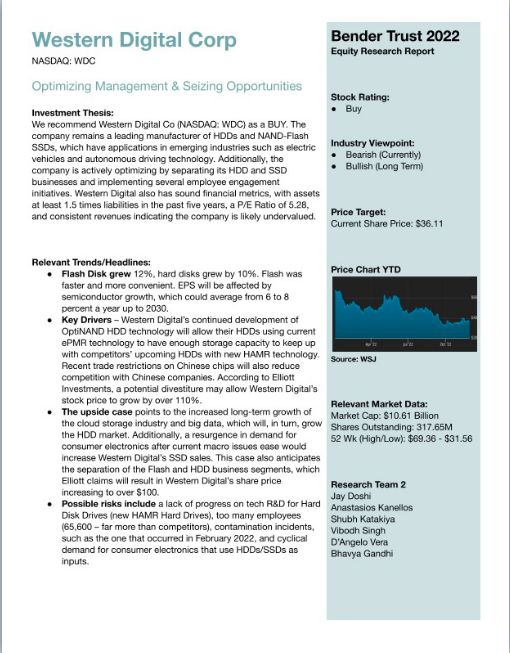 Western Digital Corp
NASDAQ: WDC
Optimizing Management & Seizing Opportunities
Investment Thesis:
We recommend Western Digital Co (NASDAQ: WDC) as a BUY. The
company remains a leading manufacturer of HDDs and NAND-Flash
SSDs, which have applications in emerging industries such as electric
vehicles and autonomous driving technology. Additionally, the
company is actively optimizing by separating its HDD and SSD
businesses and implementing several employee engagement
initiatives. Western Digital also has sound financial metrics, with assets
at least 1.5 times liabilities in the past five years, a P/E Ratio of 5.28,
and consistent revenues indicating the company is likely undervalued.
Relevant Trends/Headlines:
● Flash Disk grew 12%, hard disks grew by 10%. Flash was
faster and more convenient. EPS will be affected by
semiconductor growth, which could average from 6 to 8
percent a year up to 2030.
● Key Drivers – Western Digital's continued development of
OptiNAND HDD technology will allow their HDDs using current
ePMR technology to have enough storage capacity to keep up
with competitors' upcoming HDDs with new HAMR technology.
Recent trade restrictions on Chinese chips will also reduce
competition with Chinese companies. According to Elliott
Investments, a potential divestiture may allow Western Digital's
stock price to grow by over 110%.
● The upside case points to the increased long-term growth of
the cloud storage industry and big data, which will, in turn, grow
the HDD market. Additionally, a resurgence in demand for
consumer electronics after current macro issues ease would
increase Western Digital's SSD sales. This case also anticipates
the separation of the Flash and HDD business segments, which
Elliott claims will result in Western Digital's share price
increasing to over $100.
● Possible risks include a lack of progress on tech R&D for Hard
Disk Drives (new HAMR Hard Drives), too many employees
(65,600 – far more than competitors), contamination incidents,
such as the one that occurred in February 2022, and cyclical
demand for consumer electronics that use HDDs/SSDs as
inputs.
Bender Trust 2022
Equity Research Report
Stock Rating:
● Buy
Industry Viewpoint:
● Bearish (Currently)
● Bullish (Long Term)
Price Target:
Current Share Price: $36.11
Price Chart YTD
Source: WSJ
Relevant Market Data:
Market Cap: $10.61 Billion
Shares Outstanding: 317.65M
52 Wk (High/Low): $69.36 - $31.56
Research Team 2
Jay Doshi
Anastasios Kanellos
Shubh Katakiya
Vibodh Singh
D'Angelo Vera
Bhavya Gandhi